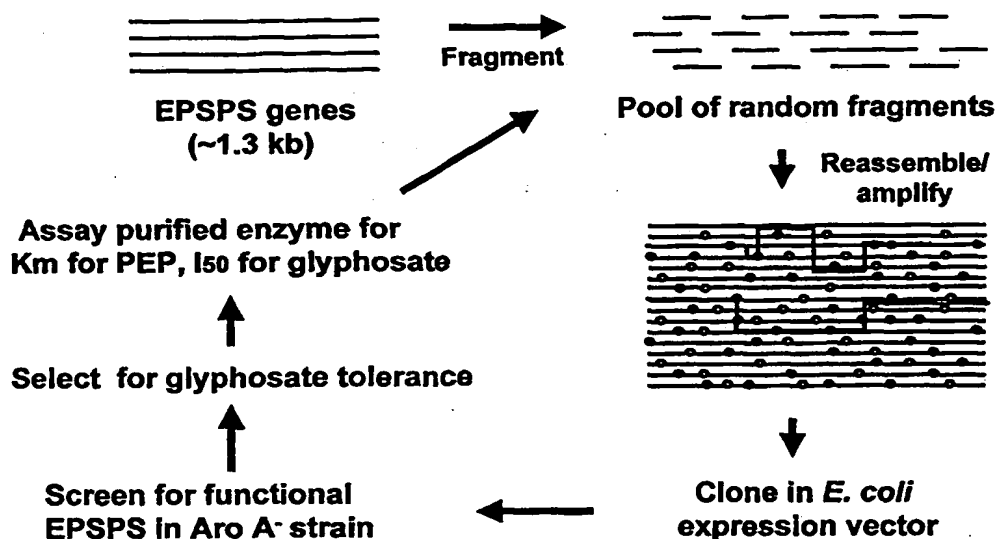 Fragment
EPSPS genes
(~1.3 kb)
Pool of random fragments
Reassemble/
amplify
Assay purified enzyme for
Km for PEP, I50 for glyphosate
Select for glyphosate tolerance
Screen for functional
EPSPS in Aro A- strain
Clone in E. coli
expression vector